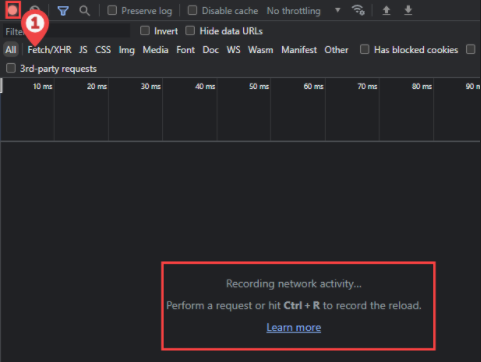 Preserve log Disable cache No throttling
Filter Invert Hide data URLs
1
All Fetch/XHR JS CSS Img Media Font Doc WS Wasm Manifest Other Has blocked cookies
3rd-party requests
10 ms 20 ms 30 ms 40 ms 50 ms 60 ms 70 ms 80 ms 90 m
Recording network activity...
Perform a request or hit Ctrl + R to record the reload.
Learn more